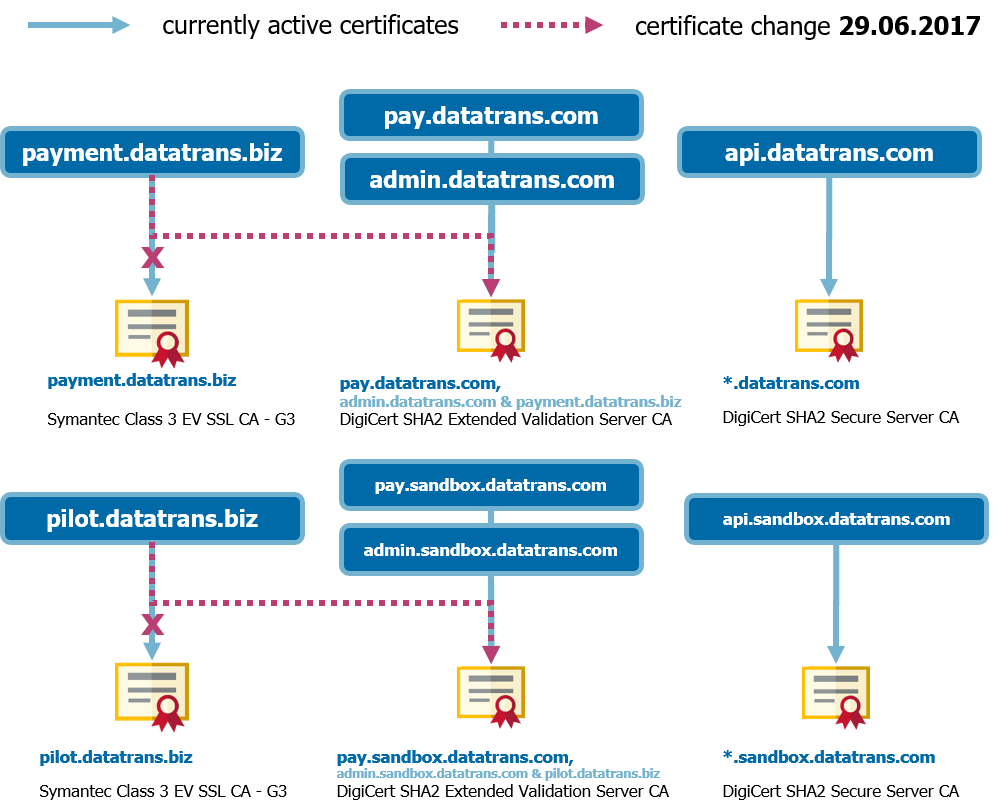 currently active certificates
certificate change 29.06.2017
pay.datatrans.com
payment.datatrans.biz
api.datatrans.com
admin.datatrans.com
X
payment.datatrans.biz
Symantec Class 3 EV SSL CA - G3
pay.datatrans.com,
admin.datatrans.com & payment.datatrans.biz
DigiCert SHA2 Extended Validation Server CA
*.datatrans.com
DigiCert SHA2 Secure Server CA
pay.sandbox.datatrans.com
pilot.datatrans.biz
api.sandbox.datatrans.com
admin.sandbox.datatrans.com
X
pilot.datatrans.biz
Symantec Class 3 EV SSL CA - G3
pay.sandbox.datatrans.com,
admin.sandbox.datatrans.com & pilot.datatrans.biz
DigiCert SHA2 Extended Validation Server CA
*.sandbox.datatrans.com
DigiCert SHA2 Secure Server CA